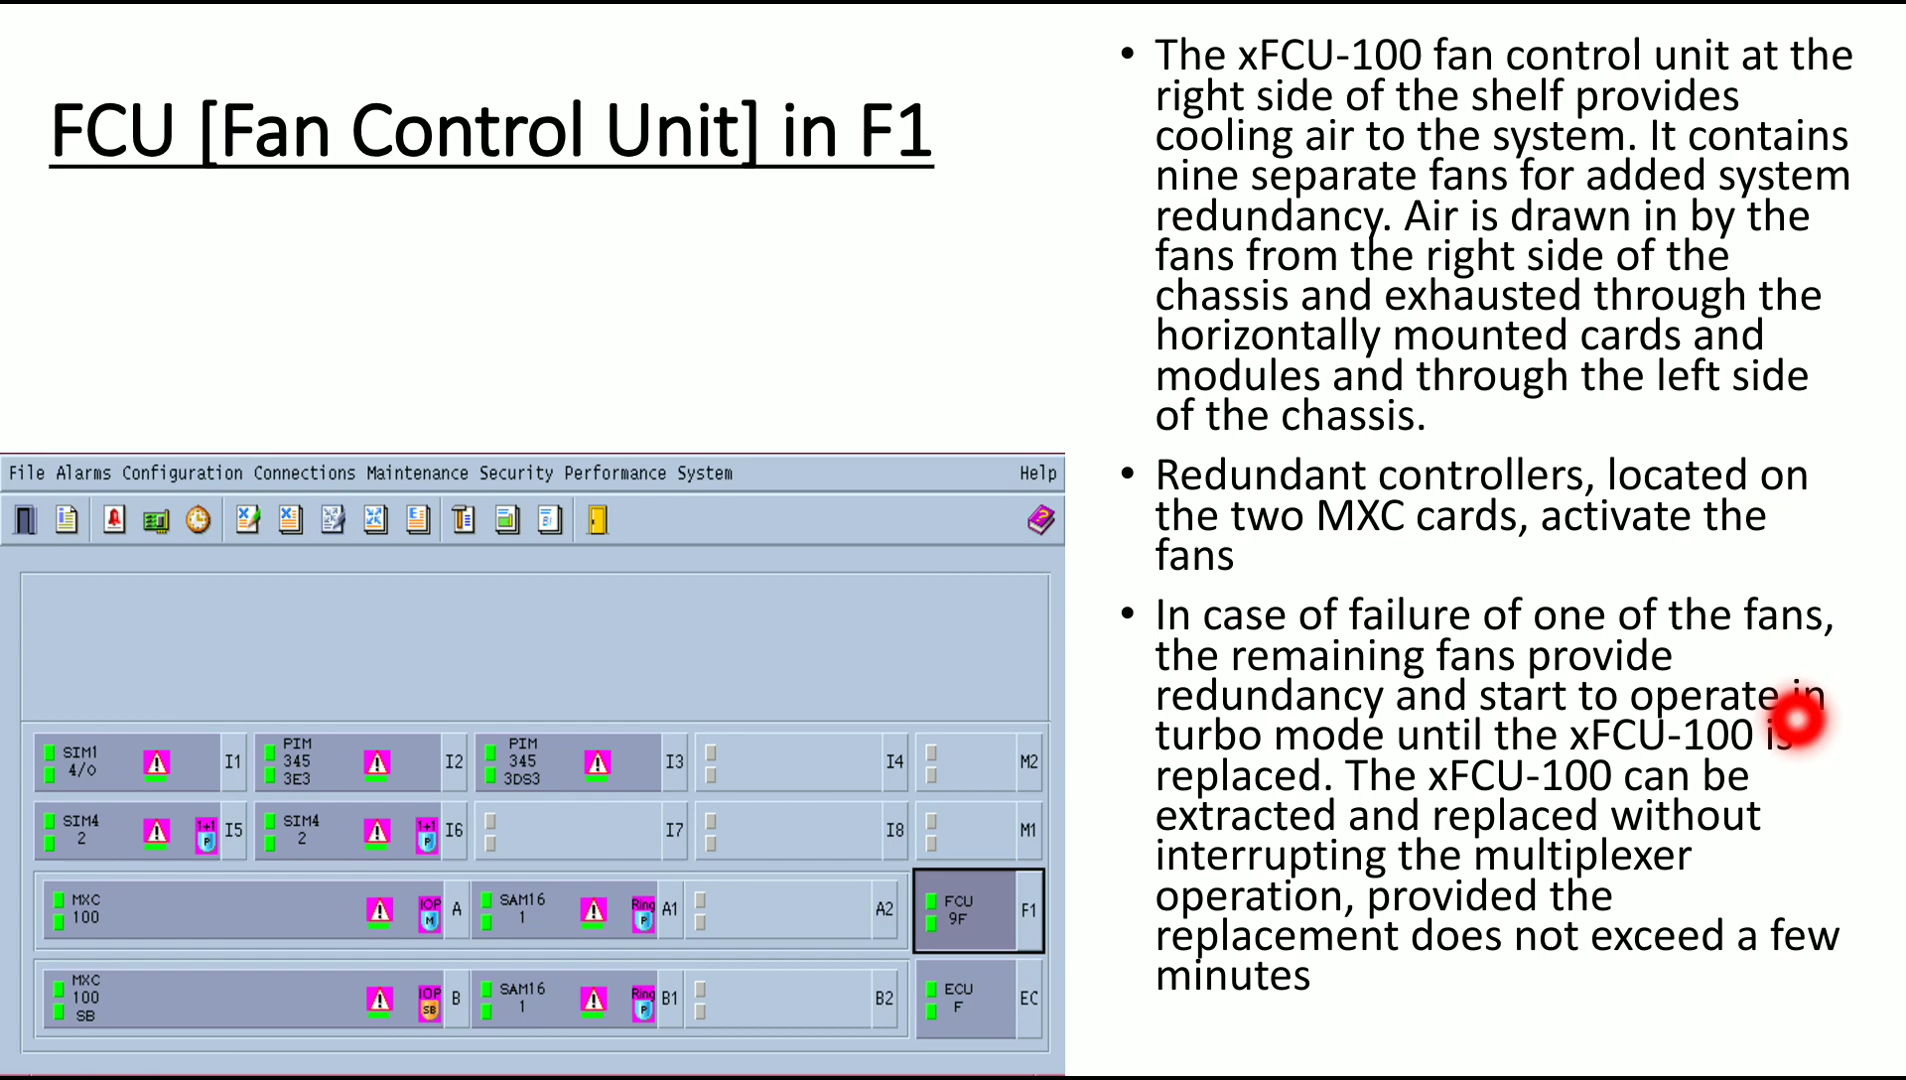 FCU [Fan Control Unit] in F1
• The xFCU-100 fan control unit at the
right side of the shelf provides
cooling air to the system. It contains
nine separate fans for added system
redundancy. Air is drawn in by the
fans from the right side of the
chassis and exhausted through the
horizontally mounted cards and
modules and through the left side
of the chassis.
• Redundant controllers, located on
the two MXC cards, activate the
fans
• In case of failure of one of the fans,
the remaining fans provide
redundancy and start to operate in
turbo mode until the xFCU-100 is
replaced. The xFCU-100 can be
extracted and replaced without
interrupting the multiplexer
operation, provided the
replacement does not exceed a few
minutes
File Alarms Configuration Connections Maintenance Security Performance System Help
SIM1
4/o
I1
PIM
345
3E3
I2
PIM
345
3DS3
I3
I4
M2
SIM4
2
1+1
P
I5
SIM4
2
1+1
P
I6
I7
I8
M1
MXC
100
IOP
M
A
SAM16
1
Ring
P
A1
A2
FCU
9F
F1
MXC
100
SB
IOP
SB
B
SAM16
1
Ring
P
B1
B2
ECU
F
EC